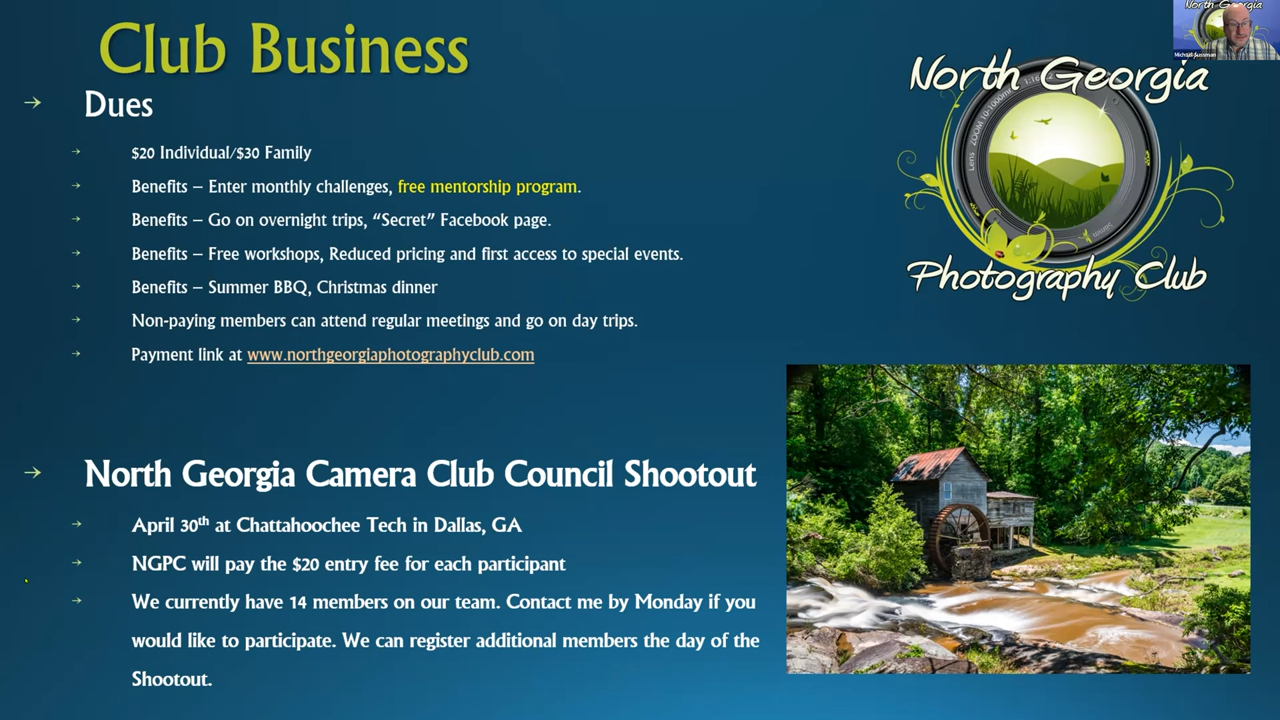 Club Business
Dues
$20 Individual/$30 Family
Benefits – Enter monthly challenges, free mentorship program.
Benefits – Go on overnight trips, “Secret” Facebook page.
Benefits – Free workshops, Reduced pricing and first access to special events.
Benefits – Summer BBQ, Christmas dinner
Non-paying members can attend regular meetings and go on day trips.
Payment link at www.northgeorgiaphotographyclub.com
North Georgia Camera Club Council Shootout
April 30th at Chattahoochee Tech in Dallas, GA
NGPC will pay the $20 entry fee for each participant
We currently have 14 members on our team. Contact me by Monday if you
would like to participate. We can register additional members the day of the
Shootout.
North Georgia
Lens ZOOM 10-1000mm
Photography Club
North Georgia